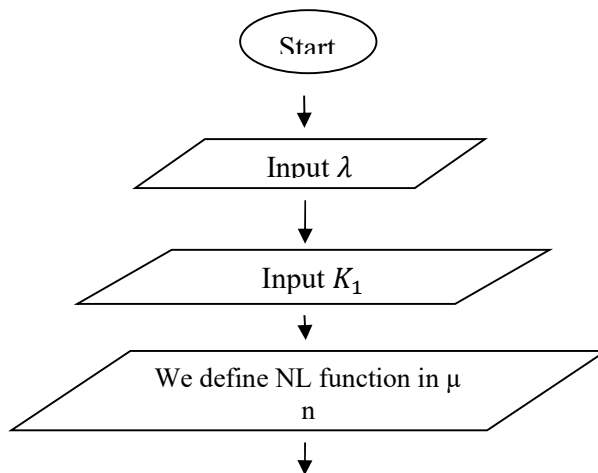 Start
Input λ
Input K₁
We define NL function in μ
n